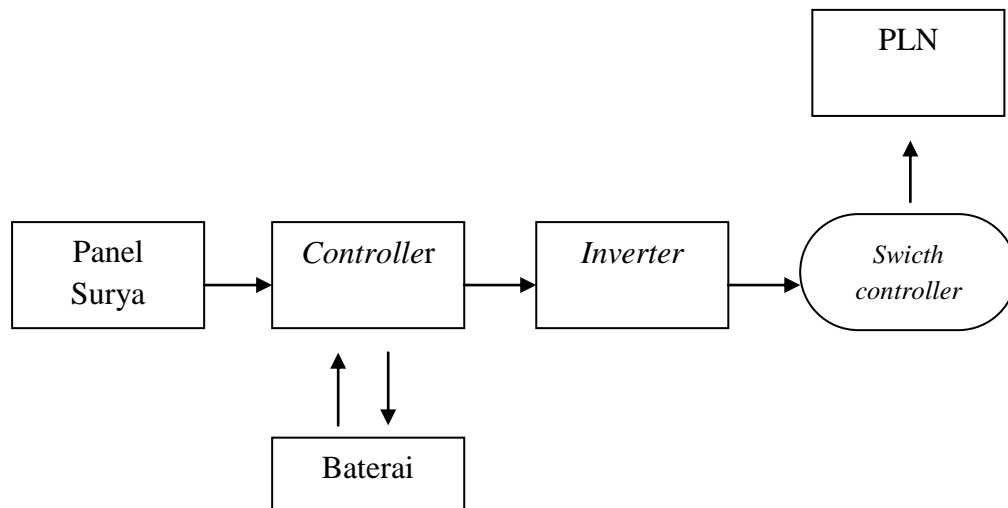 PLN
Panel
Surya
Controller
Inverter
Swicth
controller
Baterai